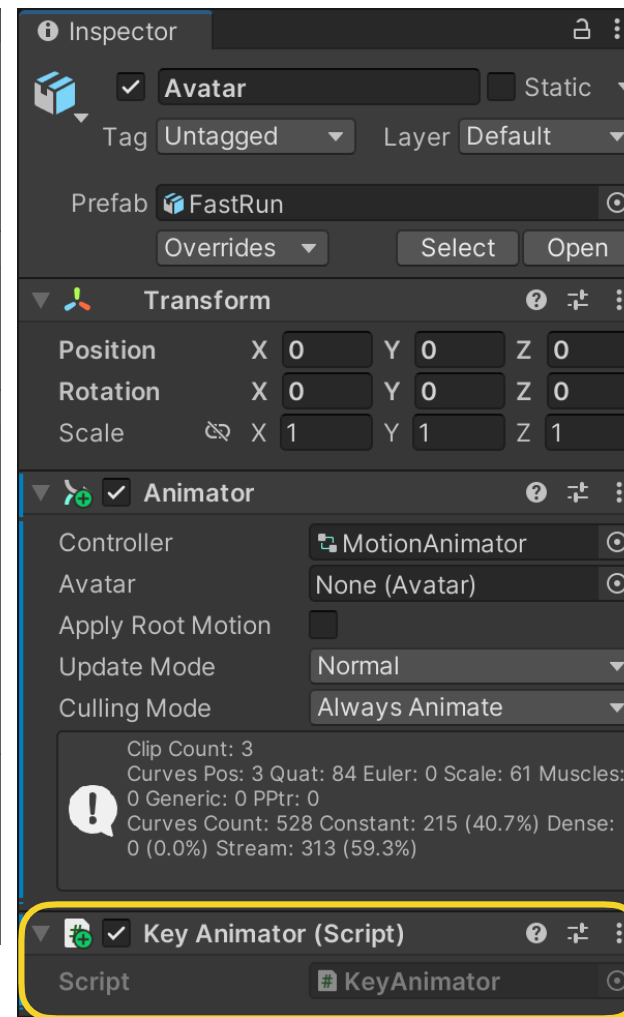 Inspector
Avatar Static
Tag Untagged Layer Default
Prefab FastRun
Overrides Select Open
Transform
Position X 0 Y 0 Z 0
Rotation X 0 Y 0 Z 0
Scale X 1 Y 1 Z 1
Animator
Controller MotionAnimator
Avatar None (Avatar)
Apply Root Motion
Update Mode Normal
Culling Mode Always Animate
Clip Count: 3
Curves Pos: 3 Quat: 84 Euler: 0 Scale: 61 Muscles:
0 Generic: 0 PPtr: 0
Curves Count: 528 Constant: 215 (40.7%) Dense:
0 (0.0%) Stream: 313 (59.3%)
Key Animator (Script)
Script # KeyAnimator